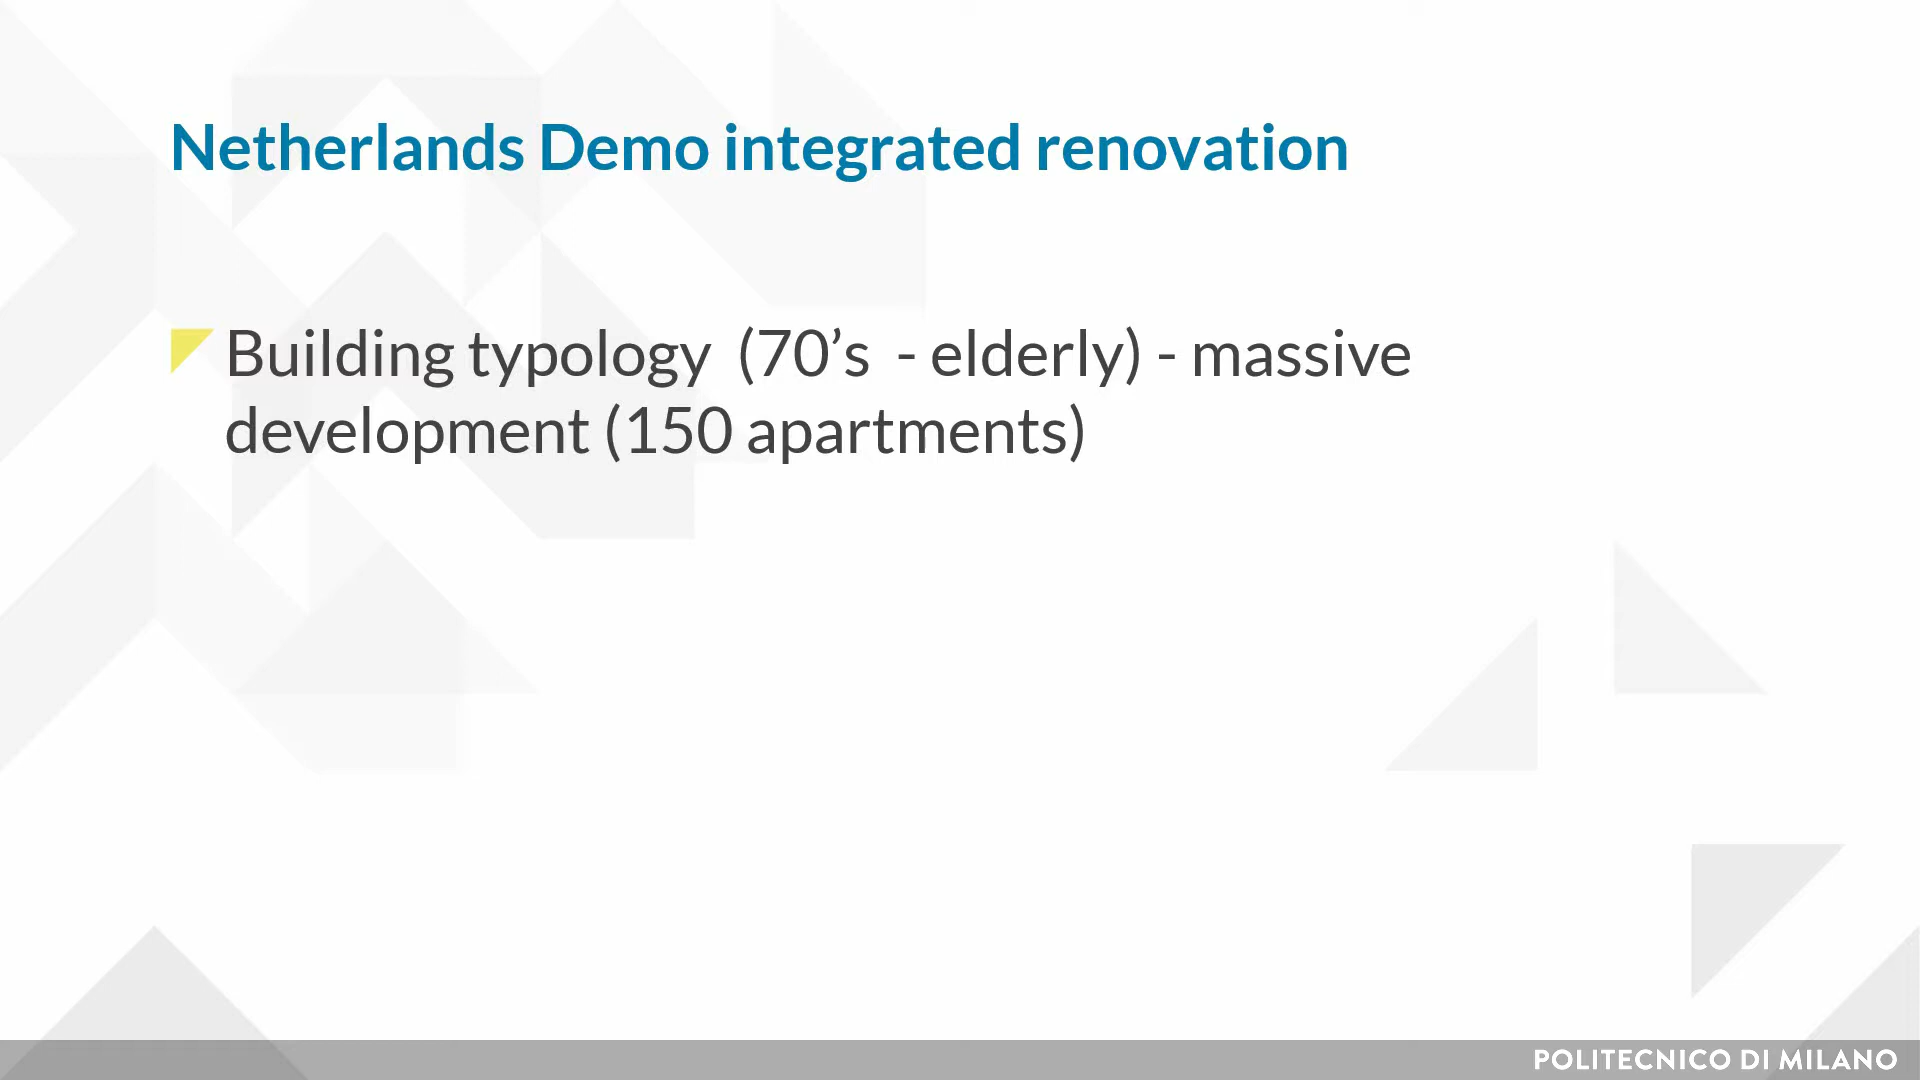 Netherlands Demo integrated renovation
Building typology  (70’s  - elderly) - massive
development (150 apartments)
POLITECNICO DI MILANO